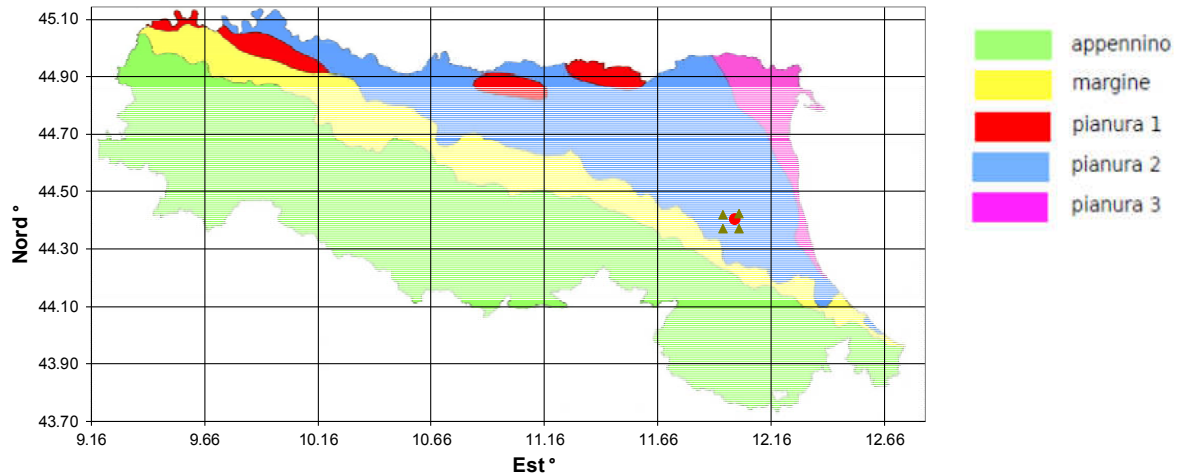 45.10
44.90
44.70
44.50
44.30
44.10
43.90
43.70
Nord °
9.16 9.66 10.16 10.66 11.16 11.66 12.16 12.66
Est °
appennino
margine
pianura 1
pianura 2
pianura 3